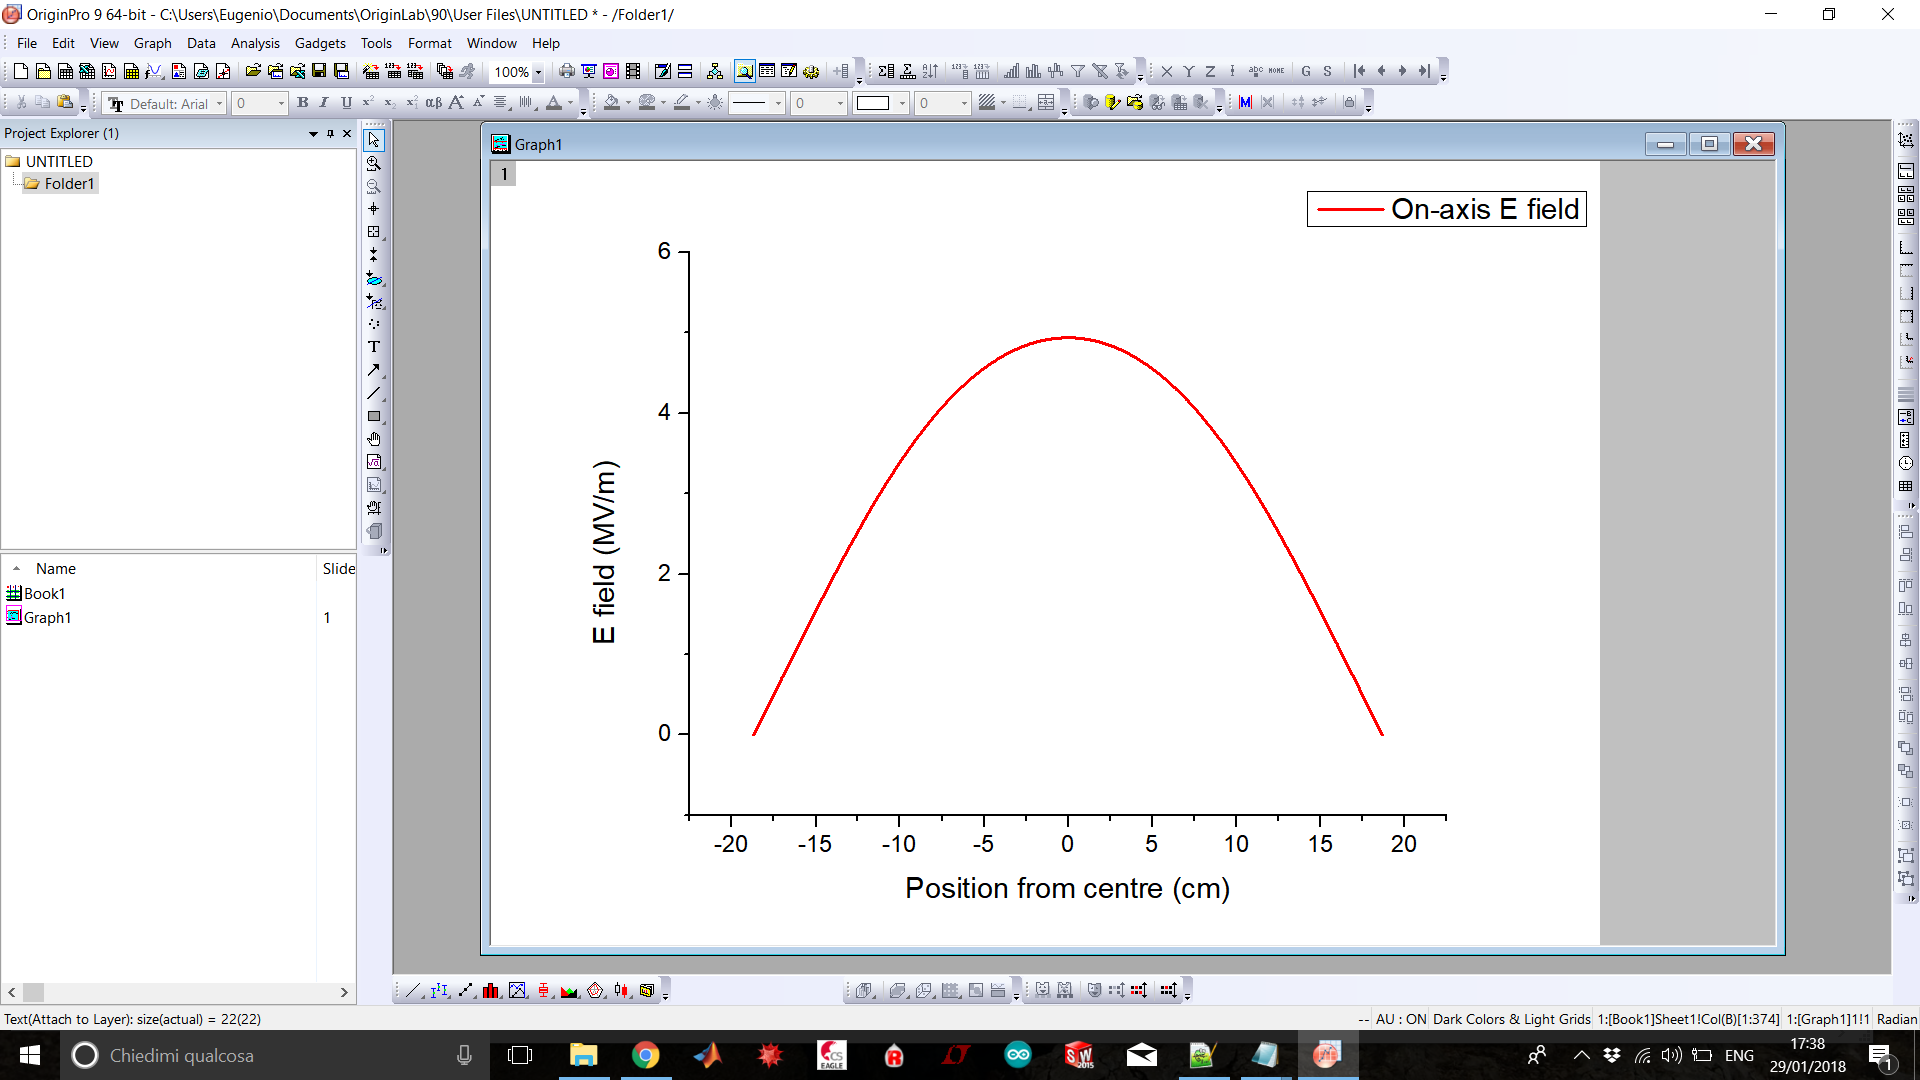 OriginPro 9 64-bit - C:\Users\Eugenio\Documents\OriginLab\90\User Files\UNTITLED * - /Folder1/
File Edit View Graph Data Analysis Gadgets Tools Format Window Help
100%
Default: Arial 0 B I U 0 0
Project Explorer (1)
UNTITLED
Folder1
Name Slide
Book1
Graph1 1
Graph1
1
On-axis E field
6
4
2
0
E field (MV/m)
-20 -15 -10 -5 0 5 10 15 20
Position from centre (cm)
Text(Attach to Layer): size(actual) = 22(22)
-- AU : ON Dark Colors & Light Grids 1:[Book1]Sheet1!Col(B)[1:374] 1:[Graph1]1!1 Radian
Chiedimi qualcosa
ENG
17:38
29/01/2018
1